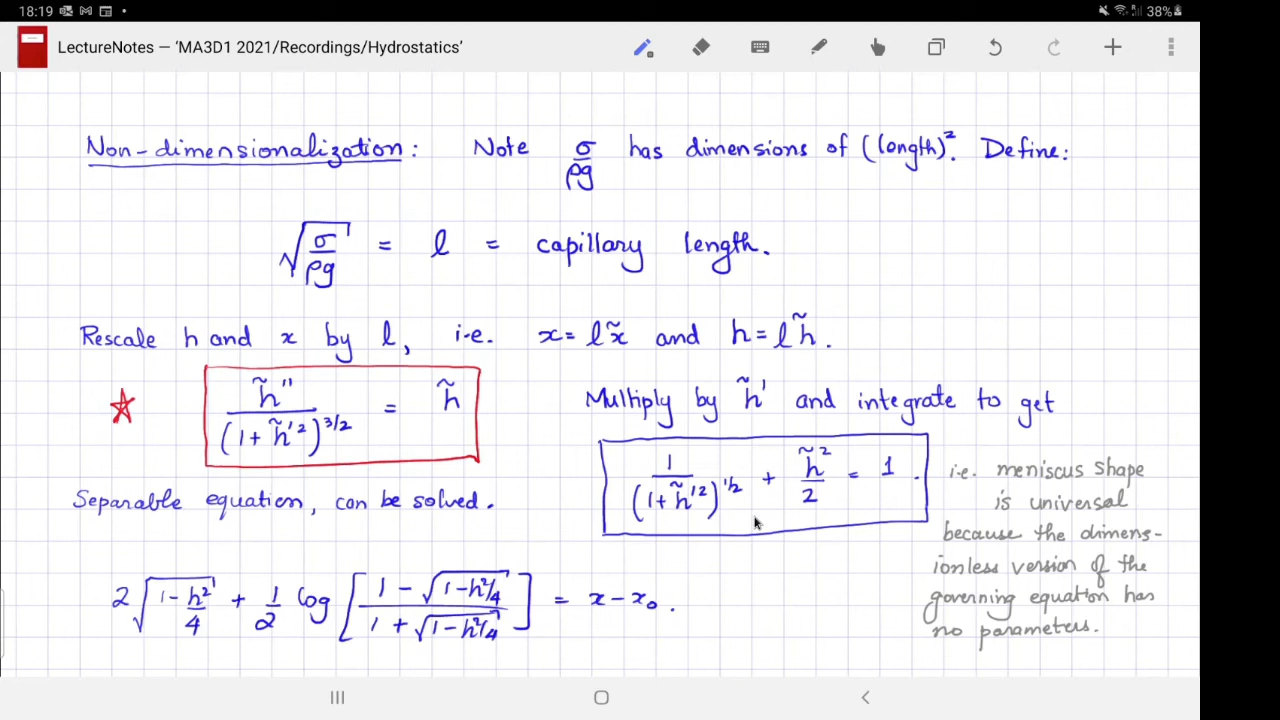 18:19
38%
LectureNotes — ‘MA3D1 2021/Recordings/Hydrostatics’
Non-dimensionalization: Note σ/ρg has dimensions of (length)². Define:
√(σ/ρg) = l = capillary length.
Rescale h and x by l, i.e. x = l x̃ and h = l h̃.
☆ h̃''/(1 + h̃'²)^{3/2} = h̃
Multiply by h̃' and integrate to get
1/(1 + h̃'²)^{1/2} + h̃²/2 = 1.
Separable equation, can be solved.
i.e. meniscus shape
is universal
because the dimens-
ionless version of the
governing equation has
no parameters.
2 √(1 - h²/4) + 1/2 log [(1 - √(1 - h²/4))/(1 + √(1 - h²/4))] = x - x₀.